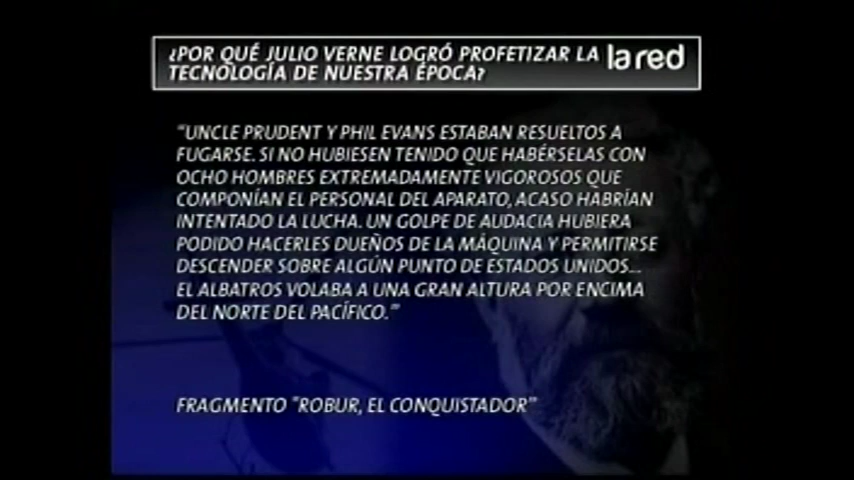 ¿POR QUÉ JULIO VERNE LOGRÓ PROFETIZAR LA
TECNOLOGÍA DE NUESTRA ÉPOCA?
la red
"UNCLE PRUDENT Y PHIL EVANS ESTABAN RESUELTOS A
FUGARSE. SI NO HUBIESEN TENIDO QUE HABÉRSELAS CON
OCHO HOMBRES EXTREMADAMENTE VIGOROSOS QUE
COMPONÍAN EL PERSONAL DEL APARATO, ACASO HABRÍAN
INTENTADO LA LUCHA. UN GOLPE DE AUDACIA HUBIERA
PODIDO HACERLES DUEÑOS DE LA MÁQUINA Y PERMITIRSE
DESCENDER SOBRE ALGÚN PUNTO DE ESTADOS UNIDOS...
EL ALBATROS VOLABA A UNA GRAN ALTURA POR ENCIMA
DEL NORTE DEL PACÍFICO."
FRAGMENTO "ROBUR, EL CONQUISTADOR"